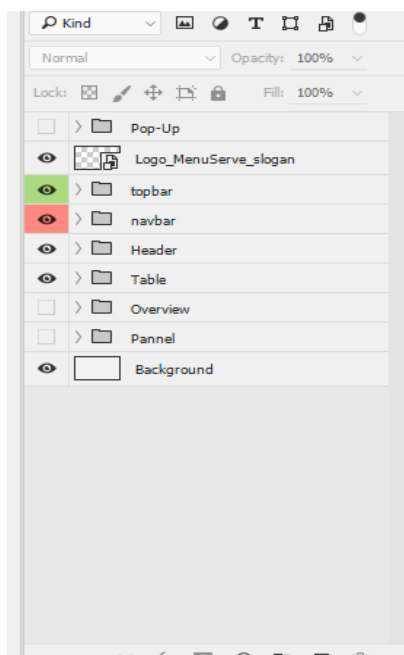 Kind T
Normal Opacity: 100%
Lock: Fill: 100%
Pop-Up
Logo_MenuServe_slogan
topbar
navbar
Header
Table
Overview
Pannel
Background